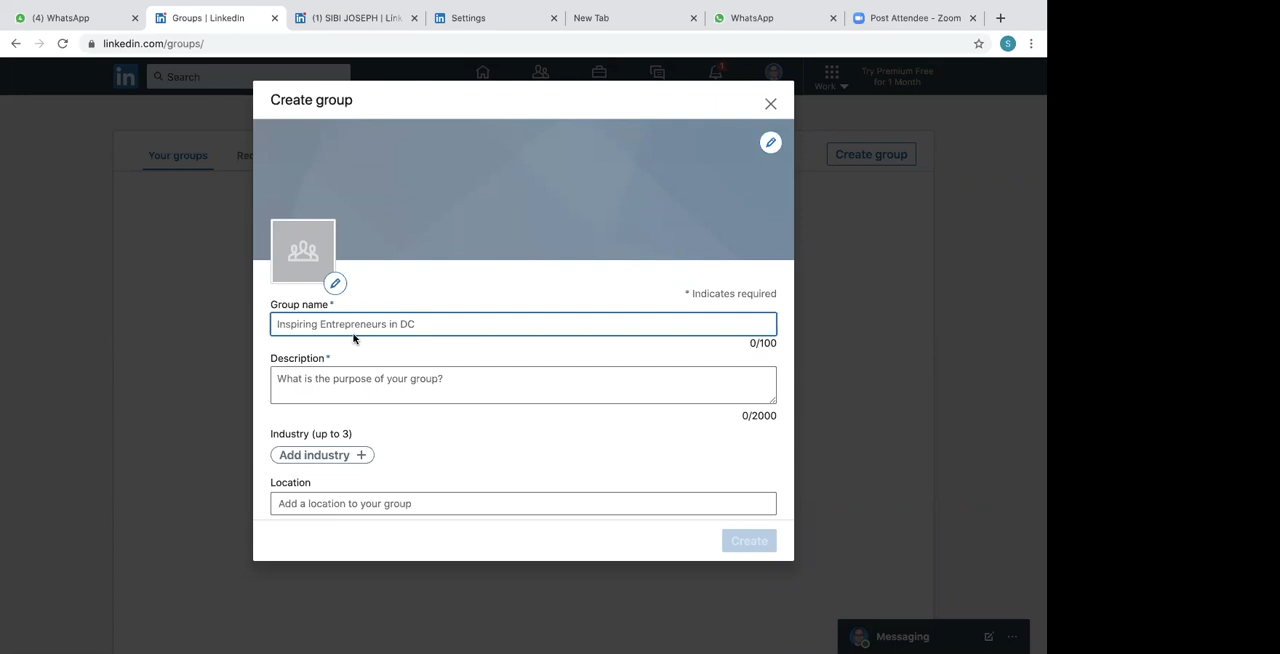 (4) WhatsApp
Groups | LinkedIn
(1) SIBI JOSEPH | Link
Settings
New Tab
WhatsApp
Post Attendee - Zoom
linkedin.com/groups/
S
in
Search
1
Work
Try Premium Free
for 1 Month
Create group
Your groups
Rec
Create group
* Indicates required
Group name*
Inspiring Entrepreneurs in DC
0/100
Description*
What is the purpose of your group?
0/2000
Industry (up to 3)
Add industry +
Location
Add a location to your group
Create
Messaging